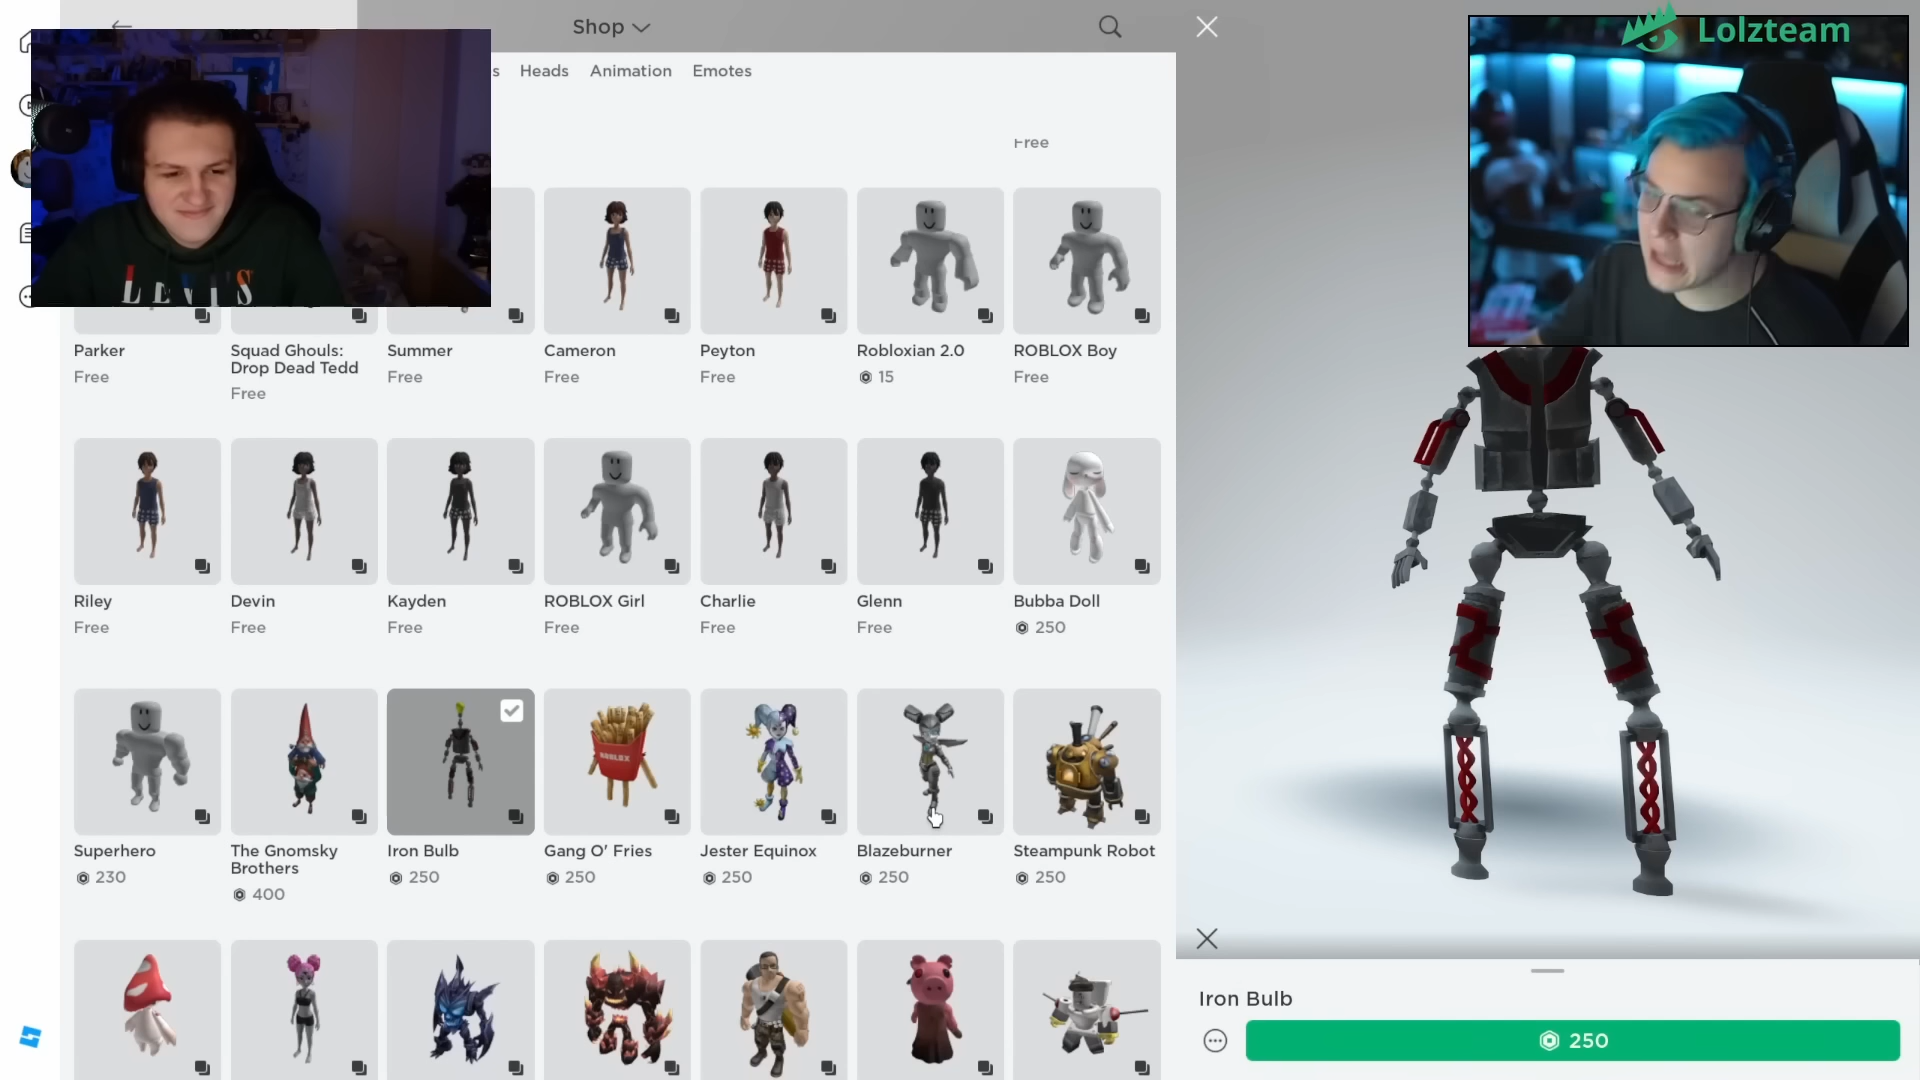 Shop
Lolzteam
s Heads Animation Emotes
Free
LEVIS
Parker
Free
Squad Ghouls:
Drop Dead Tedd
Free
Summer
Free
Cameron
Free
Peyton
Free
Robloxian 2.0
15
ROBLOX Boy
Free
Riley
Free
Devin
Free
Kayden
Free
ROBLOX Girl
Free
Charlie
Free
Glenn
Free
Bubba Doll
250
ROBLOX
Superhero
230
The Gnomsky
Brothers
400
Iron Bulb
250
Gang O' Fries
250
Jester Equinox
250
Blazeburner
250
Steampunk Robot
250
Iron Bulb
250